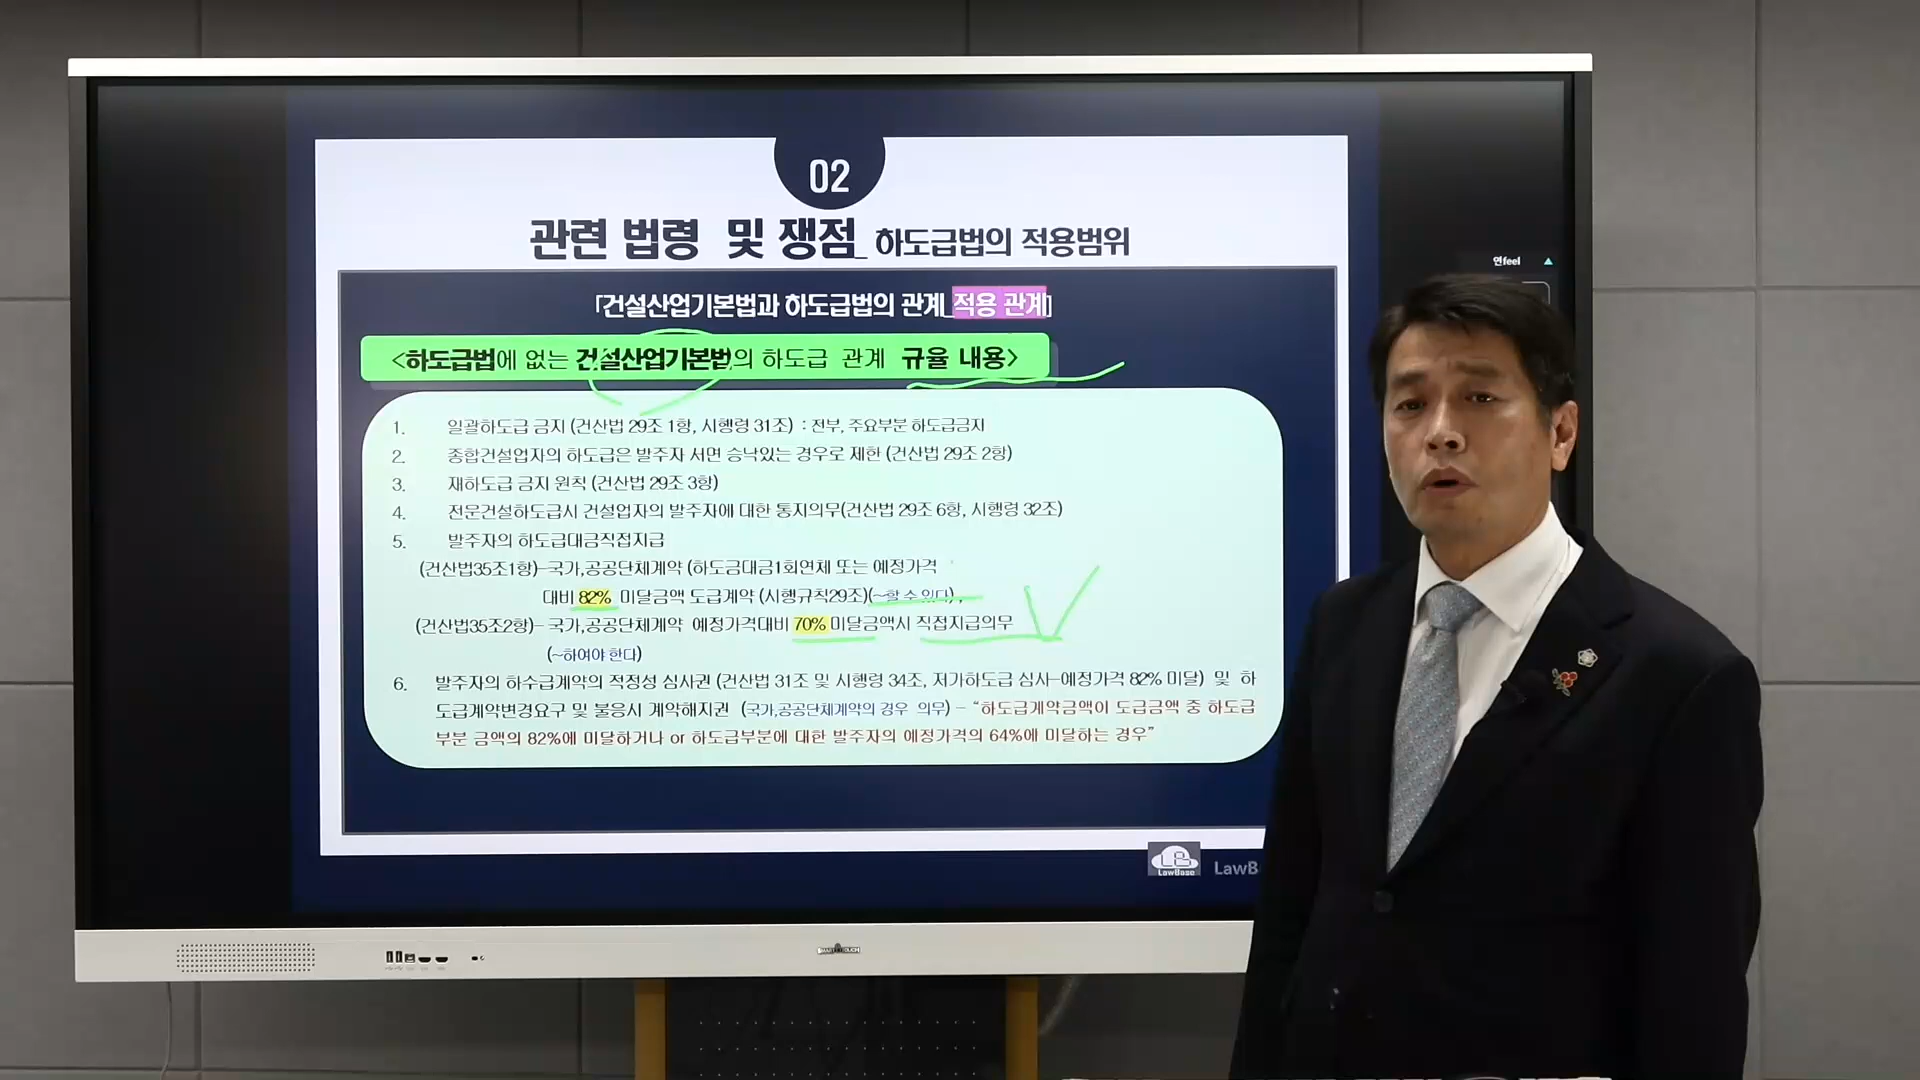 02
관련 법령 및 쟁점_ 하도급법의 적용범위
「건설산업기본법과 하도급법의 관계_적용 관계」
<하도급법에 없는 건설산업기본법의 하도급 관계 규율 내용>
1. 일괄하도급 금지 (건산법 29조 1항, 시행령 31조) : 전부, 주요부분 하도급금지
2. 종합건설업자의 하도급은 발주자 서면 승낙있는 경우로 제한 (건산법 29조 2항)
3. 재하도급 금지 원칙 (건산법 29조 3항)
4. 전문건설하도급시 건설업자의 발주자에 대한 통지의무(건산법 29조 6항, 시행령 32조)
5. 발주자의 하도급대금직접지급
(건산법35조1항)-국가,공공단체계약 (하도금대금1회연체 또는 예정가격
대비 82% 미달금액 도급계약 (시행규칙29조)(~할 수 있다) ,
(건산법35조2항)- 국가,공공단체계약 예정가격대비 70% 미달금액시 직접지급의무
(~하여야 한다)
6. 발주자의 하수급계약의 적정성 심사권 (건산법 31조 및 시행령 34조, 저가하도급 심사-예정가격 82% 미달) 및 하
도급계약변경요구 및 불응시 계약해지권 (국가,공공단체계약의 경우 의무) - “하도급계약금액이 도급금액 중 하도급
부분 금액의 82%에 미달하거나 or 하도급부분에 대한 발주자의 예정가격의 64%에 미달하는 경우”
연feel
LB
LawBase
LawB